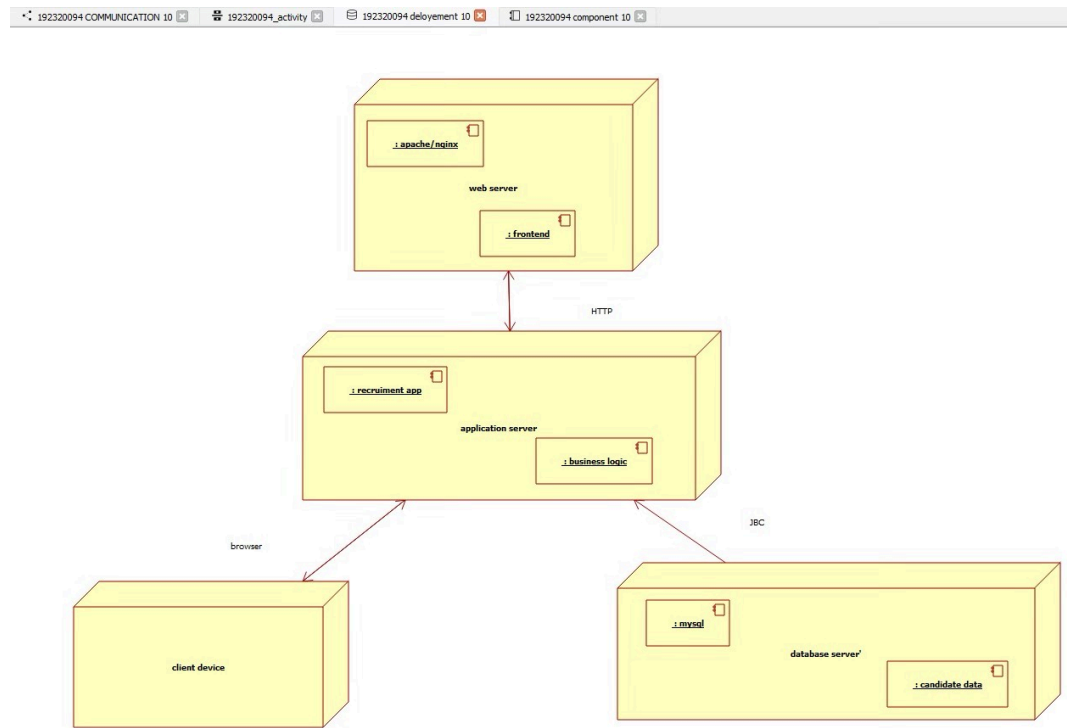 192320094 COMMUNICATION 10
192320094_activity
192320094 deloyement 10
192320094 component 10
: apache/nginx
web server
: frontend
HTTP
: recruiment app
application server
: business logic
JBC
browser
: mysql
database server'
client device
: candidate data